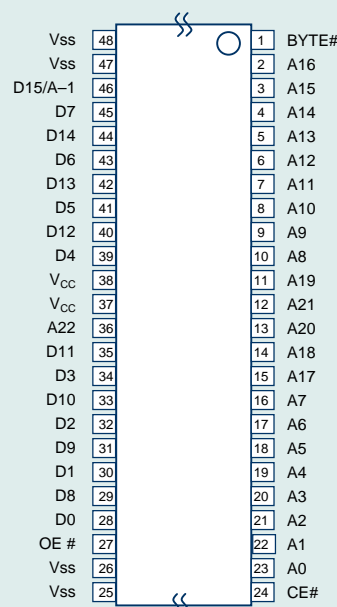 Vss 48 1 BYTE#
Vss 47 2 A16
D15/A–1 46 3 A15
D7 45 4 A14
D14 44 5 A13
D6 43 6 A12
D13 42 7 A11
D5 41 8 A10
D12 40 9 A9
D4 39 10 A8
VCC 38 11 A19
VCC 37 12 A21
A22 36 13 A20
D11 35 14 A18
D3 34 15 A17
D10 33 16 A7
D2 32 17 A6
D9 31 18 A5
D1 30 19 A4
D8 29 20 A3
D0 28 21 A2
OE # 27 22 A1
Vss 26 23 A0
Vss 25 24 CE#